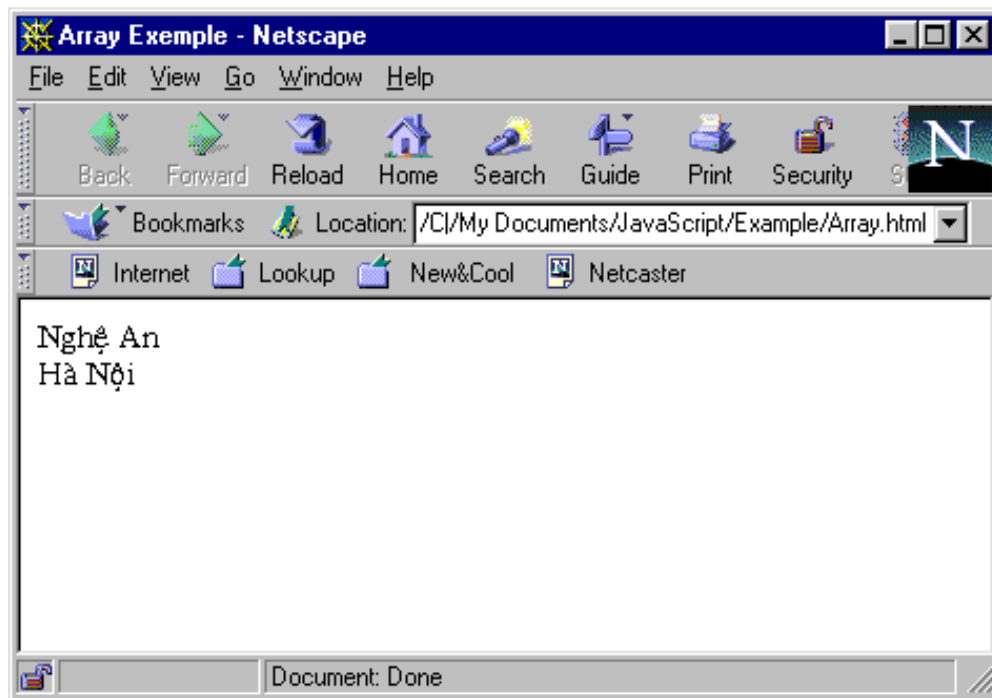 Array Exemple - Netscape
File Edit View Go Window Help
N
Back Forward Reload Home Search Guide Print Security S
Bookmarks Location: /C|/My Documents/JavaScript/Example/Array.html
Internet Lookup New&Cool Netcaster
Nghệ An
Hà Nội
Document: Done